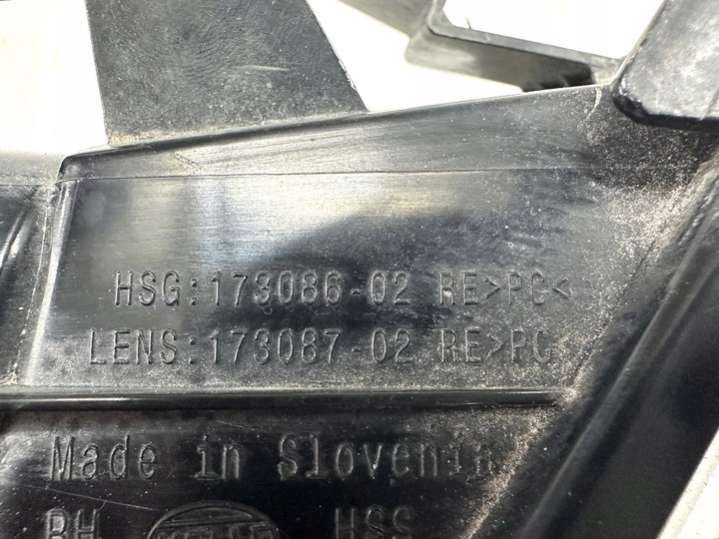 HSG:173086-02 RE>PC<
LENS:173087-02 RE>PC<
Made in Slovenia
RH HSS